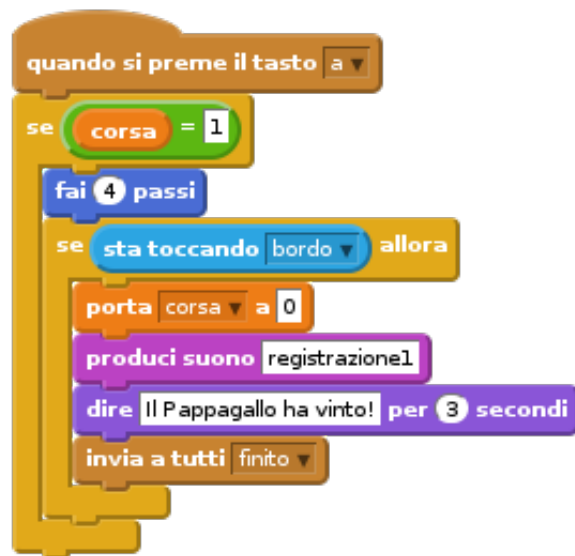 quando si preme il tasto a
se corsa = 1
fai 4 passi
se sta toccando bordo allora
porta corsa a 0
produci suono registrazione1
dire Il Pappagallo ha vinto! per 3 secondi
invia a tutti finito